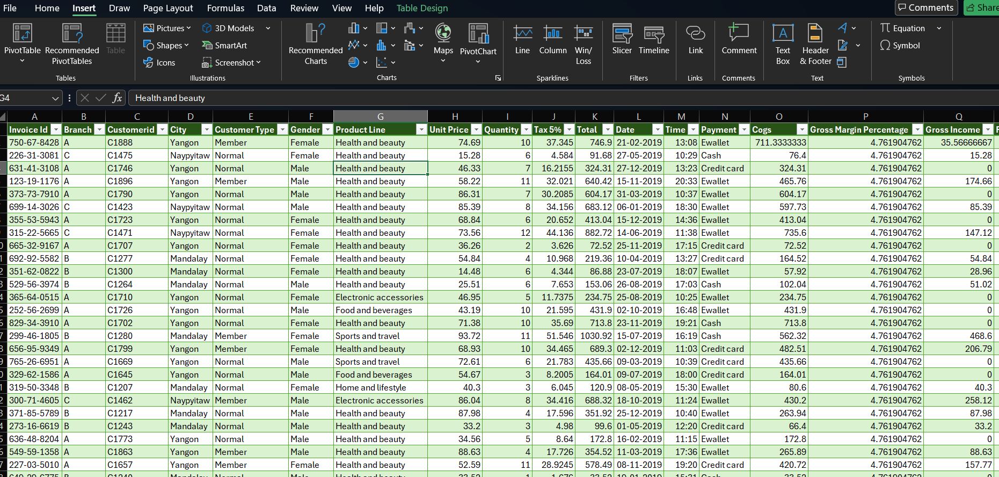 File Home Insert Draw Page Layout Formulas Data Review View Help Table Design Comments Share
Pictures 3D Models Equation
Shapes SmartArt Symbol
PivotTable Recommended PivotTables Table Icons Screenshot Recommended Charts Maps PivotChart Line Column Win/Loss Slicer Timeline Link Comment Text Box Header & Footer
Tables Illustrations Charts Sparklines Filters Links Comments Text Symbols
G4 fx Health and beauty
A B C D E F G H I J K L M N O P Q
Invoice Id Branch Customerid City Customer Type Gender Product Line Unit Price Quantity Tax 5% Total Date Time Payment Cogs Gross Margin Percentage Gross Income
750-67-8428 A C1888 Yangon Member Female Health and beauty 74.69 10 37.345 746.9 21-02-2019 13:08 Ewallet 711.3333333 4.761904762 35.56666667
226-31-3081 C C1475 Naypyitaw Normal Female Health and beauty 15.28 6 4.584 91.68 27-05-2019 10:29 Cash 76.4 4.761904762 15.28
631-41-3108 A C1746 Yangon Normal Male Health and beauty 46.33 7 16.2155 324.31 27-12-2019 13:23 Credit card 324.31 4.761904762 0
123-19-1176 A C1896 Yangon Member Male Health and beauty 58.22 11 32.021 640.42 15-11-2019 20:33 Ewallet 465.76 4.761904762 174.66
373-73-7910 A C1790 Yangon Normal Male Health and beauty 86.31 7 30.2085 604.17 31-03-2019 10:37 Ewallet 604.17 4.761904762 0
699-14-3026 C C1423 Naypyitaw Normal Male Health and beauty 85.39 8 34.156 683.12 06-01-2019 18:30 Ewallet 597.73 4.761904762 85.39
355-53-5943 A C1723 Yangon Normal Female Health and beauty 68.84 6 20.652 413.04 15-12-2019 14:36 Ewallet 413.04 4.761904762 0
315-22-5665 C C1471 Naypyitaw Normal Female Health and beauty 73.56 12 44.136 882.72 14-06-2019 11:38 Ewallet 735.6 4.761904762 147.12
665-32-9167 A C1707 Yangon Normal Female Health and beauty 36.26 2 3.626 72.52 25-11-2019 17:15 Credit card 72.52 4.761904762 0
692-92-5582 B C1277 Mandalay Normal Female Health and beauty 54.84 4 10.968 219.36 10-04-2019 13:27 Credit card 164.52 4.761904762 54.84
351-62-0822 B C1300 Mandalay Normal Female Health and beauty 14.48 6 4.344 86.88 23-07-2019 18:07 Ewallet 57.92 4.761904762 28.96
529-56-3974 B C1264 Mandalay Normal Male Health and beauty 25.51 6 7.653 153.06 26-08-2019 17:03 Cash 102.04 4.761904762 51.02
365-64-0515 A C1710 Yangon Normal Female Electronic accessories 46.95 5 11.7375 234.75 25-08-2019 10:25 Ewallet 234.75 4.761904762 0
252-56-2699 A C1726 Yangon Normal Male Food and beverages 43.19 10 21.595 431.9 02-10-2019 16:48 Ewallet 431.9 4.761904762 0
829-34-3910 A C1702 Yangon Normal Female Health and beauty 71.38 10 35.69 713.8 23-11-2019 19:21 Cash 713.8 4.761904762 0
299-46-1805 B C1280 Mandalay Member Female Sports and travel 93.72 11 51.546 1030.92 15-07-2019 16:19 Cash 562.32 4.761904762 468.6
656-95-9349 A C1799 Yangon Member Female Health and beauty 68.93 10 34.465 689.3 02-12-2019 11:03 Credit card 482.51 4.761904762 206.79
765-26-6951 A C1669 Yangon Normal Male Sports and travel 72.61 6 21.783 435.66 09-03-2019 10:39 Credit card 435.66 4.761904762 0
329-62-1586 A C1645 Yangon Normal Male Food and beverages 54.67 3 8.2005 164.01 09-07-2019 18:00 Credit card 164.01 4.761904762 0
319-50-3348 B C1207 Mandalay Normal Female Home and lifestyle 40.3 3 6.045 120.9 08-05-2019 15:30 Ewallet 80.6 4.761904762 40.3
300-71-4605 C C1462 Naypyitaw Member Male Electronic accessories 86.04 8 34.416 688.32 18-10-2019 11:24 Ewallet 430.2 4.761904762 258.12
371-85-5789 B C1217 Mandalay Normal Male Health and beauty 87.98 4 17.596 351.92 25-12-2019 10:40 Ewallet 263.94 4.761904762 87.98
273-16-6619 B C1243 Mandalay Normal Male Health and beauty 33.2 3 4.98 99.6 01-05-2019 12:20 Credit card 66.4 4.761904762 33.2
636-48-8204 A C1773 Yangon Normal Male Health and beauty 34.56 5 8.64 172.8 16-02-2019 11:15 Ewallet 172.8 4.761904762 0
549-59-1358 A C1863 Yangon Member Male Health and beauty 88.63 4 17.726 354.52 11-03-2019 17:36 Ewallet 265.89 4.761904762 88.63
227-03-5010 A C1657 Yangon Member Female Health and beauty 52.59 11 28.9245 578.49 08-11-2019 19:20 Credit card 420.72 4.761904762 157.77